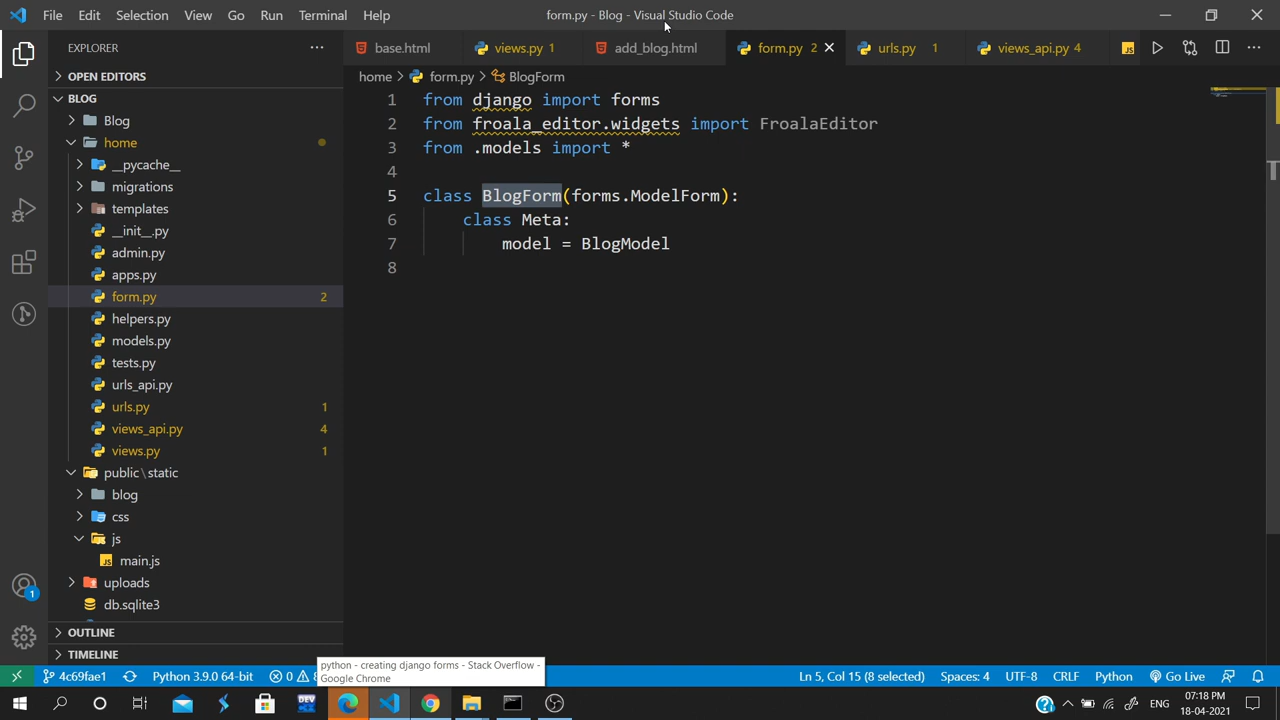 File Edit Selection View Go Run Terminal Help form.py - Blog - Visual Studio Code
EXPLORER
base.html views.py 1 add_blog.html form.py 2 urls.py 1 views_api.py 4
OPEN EDITORS
home > form.py > BlogForm
BLOG
Blog
home
__pycache__
migrations
templates
__init__.py
admin.py
apps.py
form.py 2
helpers.py
models.py
tests.py
urls_api.py
urls.py 1
views_api.py 4
views.py 1
public\static
blog
css
js
main.js
uploads
db.sqlite3
OUTLINE
TIMELINE
1 from django import forms
2 from froala_editor.widgets import FroalaEditor
3 from .models import *
4
5 class BlogForm(forms.ModelForm):
6 class Meta:
7 model = BlogModel
8
python - creating django forms - Stack Overflow -
Google Chrome
1
4c69fae1 Python 3.9.0 64-bit 0 Ln 5, Col 15 (8 selected) Spaces: 4 UTF-8 CRLF Python Go Live
DEV ENG 07:18 PM
18-04-2021